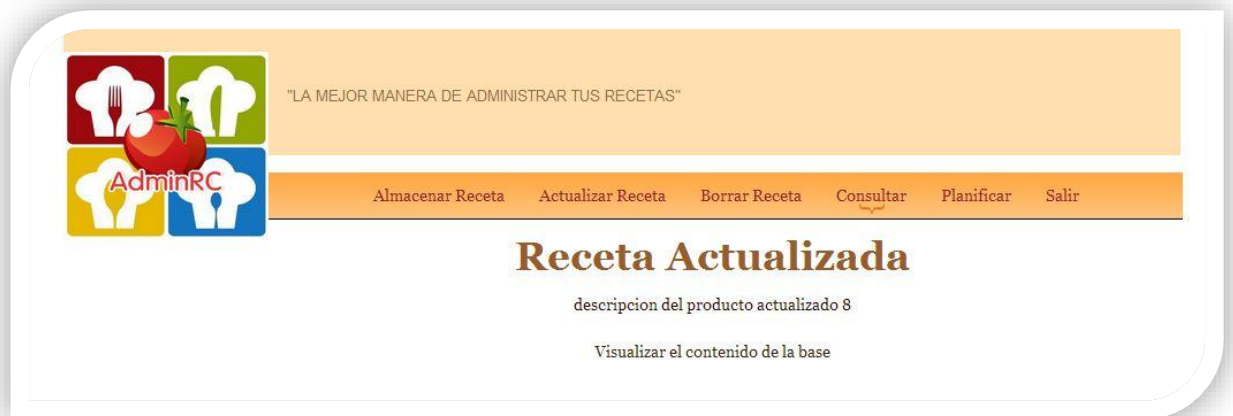 "LA MEJOR MANERA DE ADMINISTRAR TUS RECETAS"
AdminRC
Almacenar Receta Actualizar Receta Borrar Receta Consultar Planificar Salir
Receta Actualizada
descripcion del producto actualizado 8
Visualizar el contenido de la base